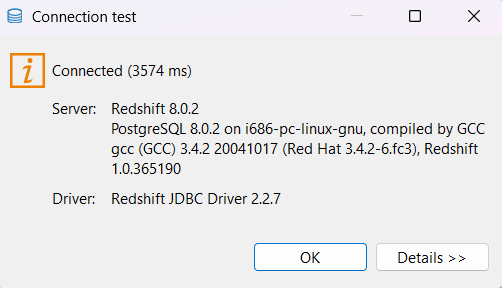 Connection test
Connected (3574 ms)
Server: Redshift 8.0.2
PostgreSQL 8.0.2 on i686-pc-linux-gnu, compiled by GCC
gcc (GCC) 3.4.2 20041017 (Red Hat 3.4.2-6.fc3), Redshift
1.0.365190
Driver: Redshift JDBC Driver 2.2.7
OK Details >>